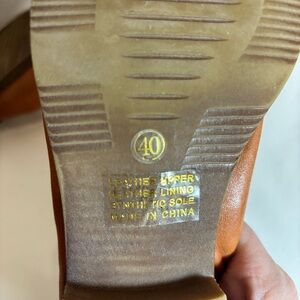 40
LEATHER UPPER
LEATHER LINING
SYNTHETIC SOLE
MADE IN CHINA